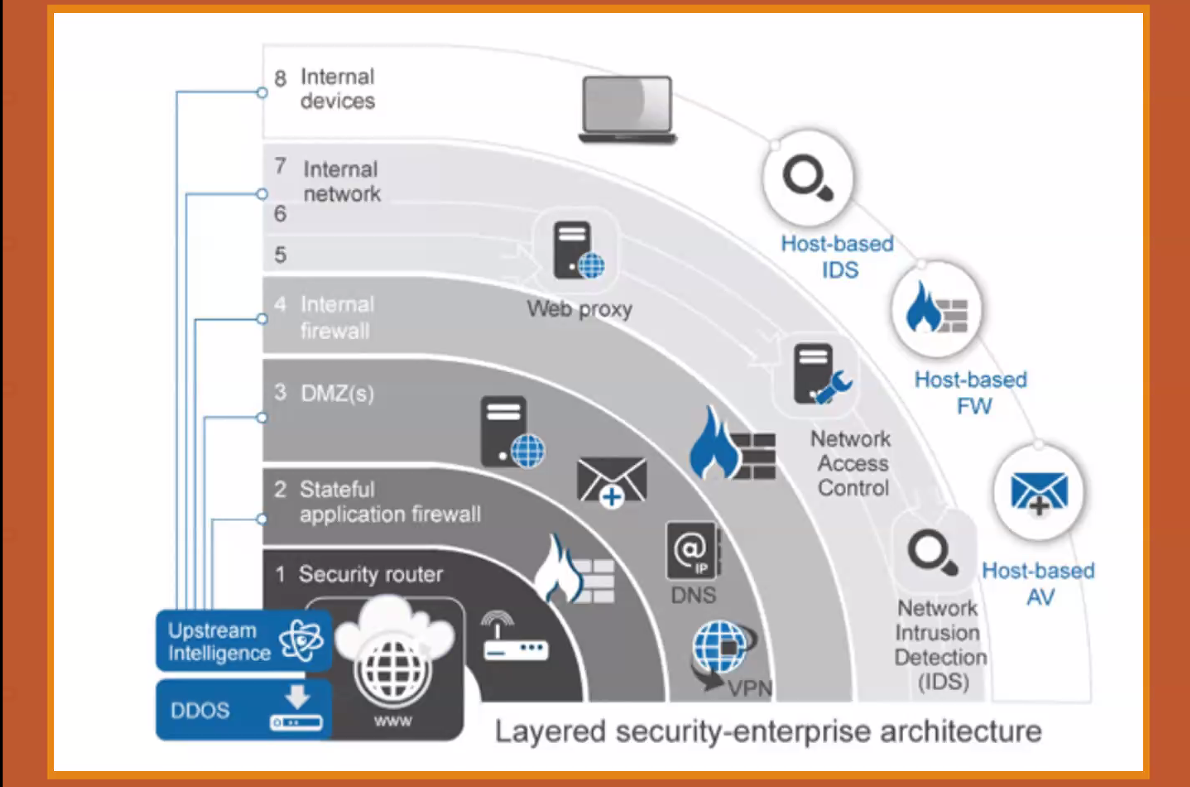 8 Internal
devices
7 Internal
network
6
5
4 Internal
firewall
3 DMZ(s)
2 Stateful
application firewall
1 Security router
Upstream
Intelligence
DDOS
www
Web proxy
@
IP
DNS
VPN
Network
Access
Control
Network
Intrusion
Detection
(IDS)
Host-based
IDS
Host-based
FW
Host-based
AV
Layered security-enterprise architecture